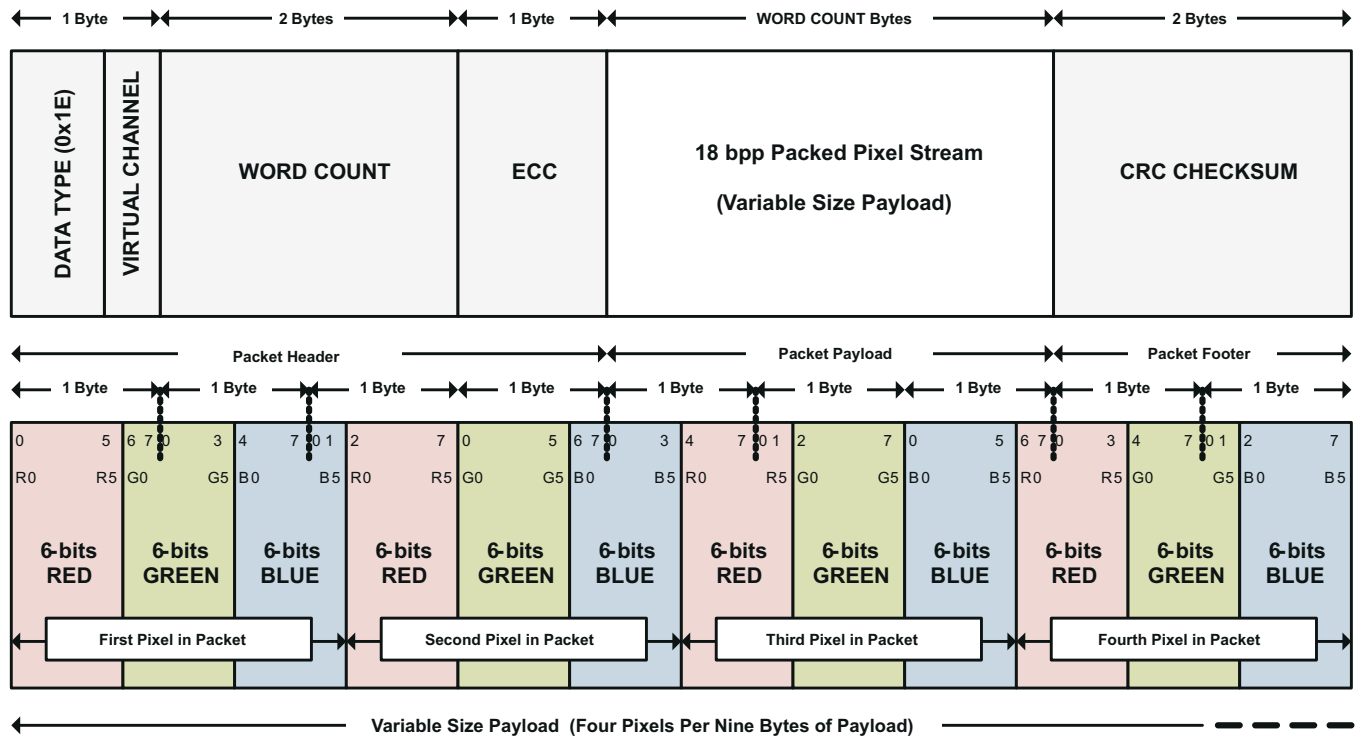 1 Byte 2 Bytes 1 Byte WORD COUNT Bytes 2 Bytes
DATA TYPE (0x1E)
VIRTUAL CHANNEL
WORD COUNT
ECC
18 bpp Packed Pixel Stream
(Variable Size Payload)
CRC CHECKSUM
Packet Header Packet Payload Packet Footer
1 Byte 1 Byte 1 Byte 1 Byte 1 Byte 1 Byte 1 Byte 1 Byte 1 Byte
0 5 6 7 0 3 4 7 0 1 2 7 0 5 6 7 0 3 4 7 0 1 2 7 0 5 6 7 0 3 4 7 0 1 2 7
R0 R5 G0 G5 B0 B5 R0 R5 G0 G5 B0 B5 R0 R5 G0 G5 B0 B5 R0 R5 G0 G5 B0 B5
6-bits 6-bits 6-bits 6-bits 6-bits 6-bits 6-bits 6-bits 6-bits 6-bits 6-bits 6-bits
RED GREEN BLUE RED GREEN BLUE RED GREEN BLUE RED GREEN BLUE
First Pixel in Packet Second Pixel in Packet Third Pixel in Packet Fourth Pixel in Packet
Variable Size Payload (Four Pixels Per Nine Bytes of Payload)